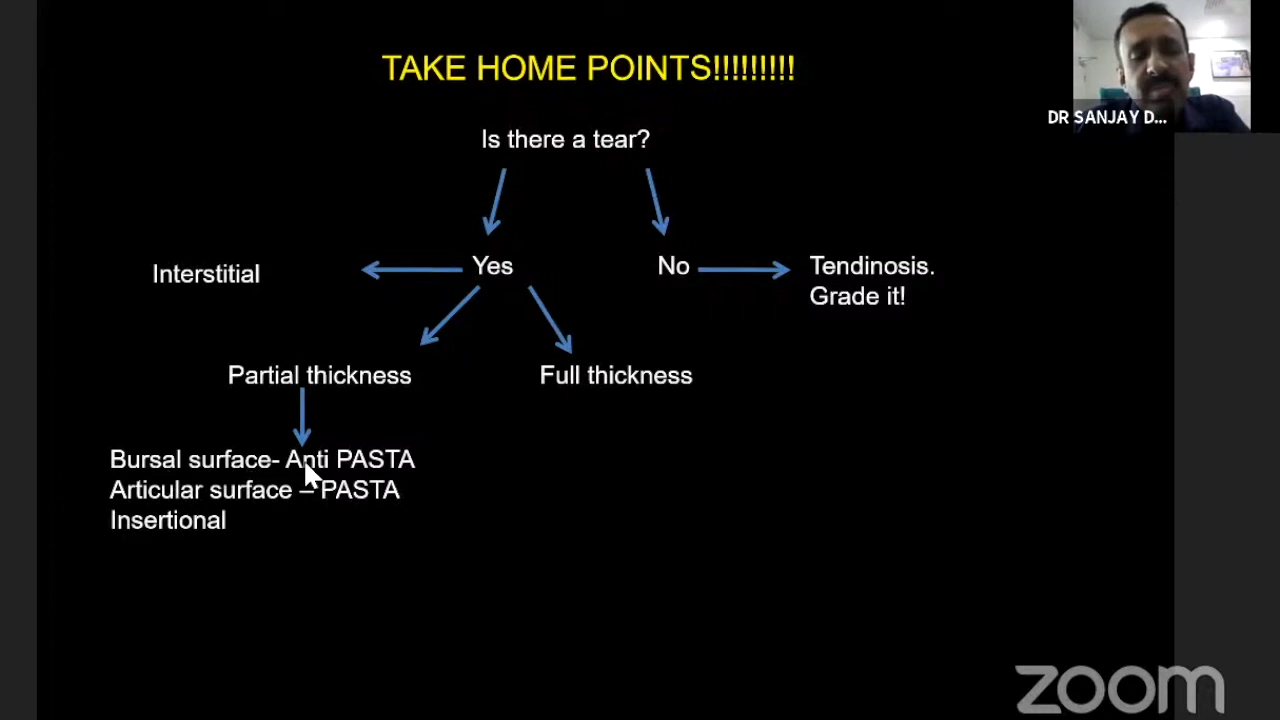 TAKE HOME POINTS!!!!!!!!!
DR SANJAY D...
Is there a tear?
Interstitial
Yes
No
Tendinosis.
Grade it!
Partial thickness
Full thickness
Bursal surface- Anti PASTA
Articular surface – PASTA
Insertional
zoom